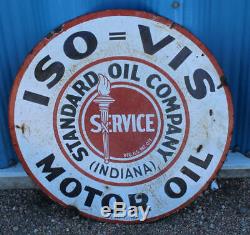 ISO=VIS
STANDARD OIL COMPANY
SERVICE
(INDIANA)
MOTOR OIL